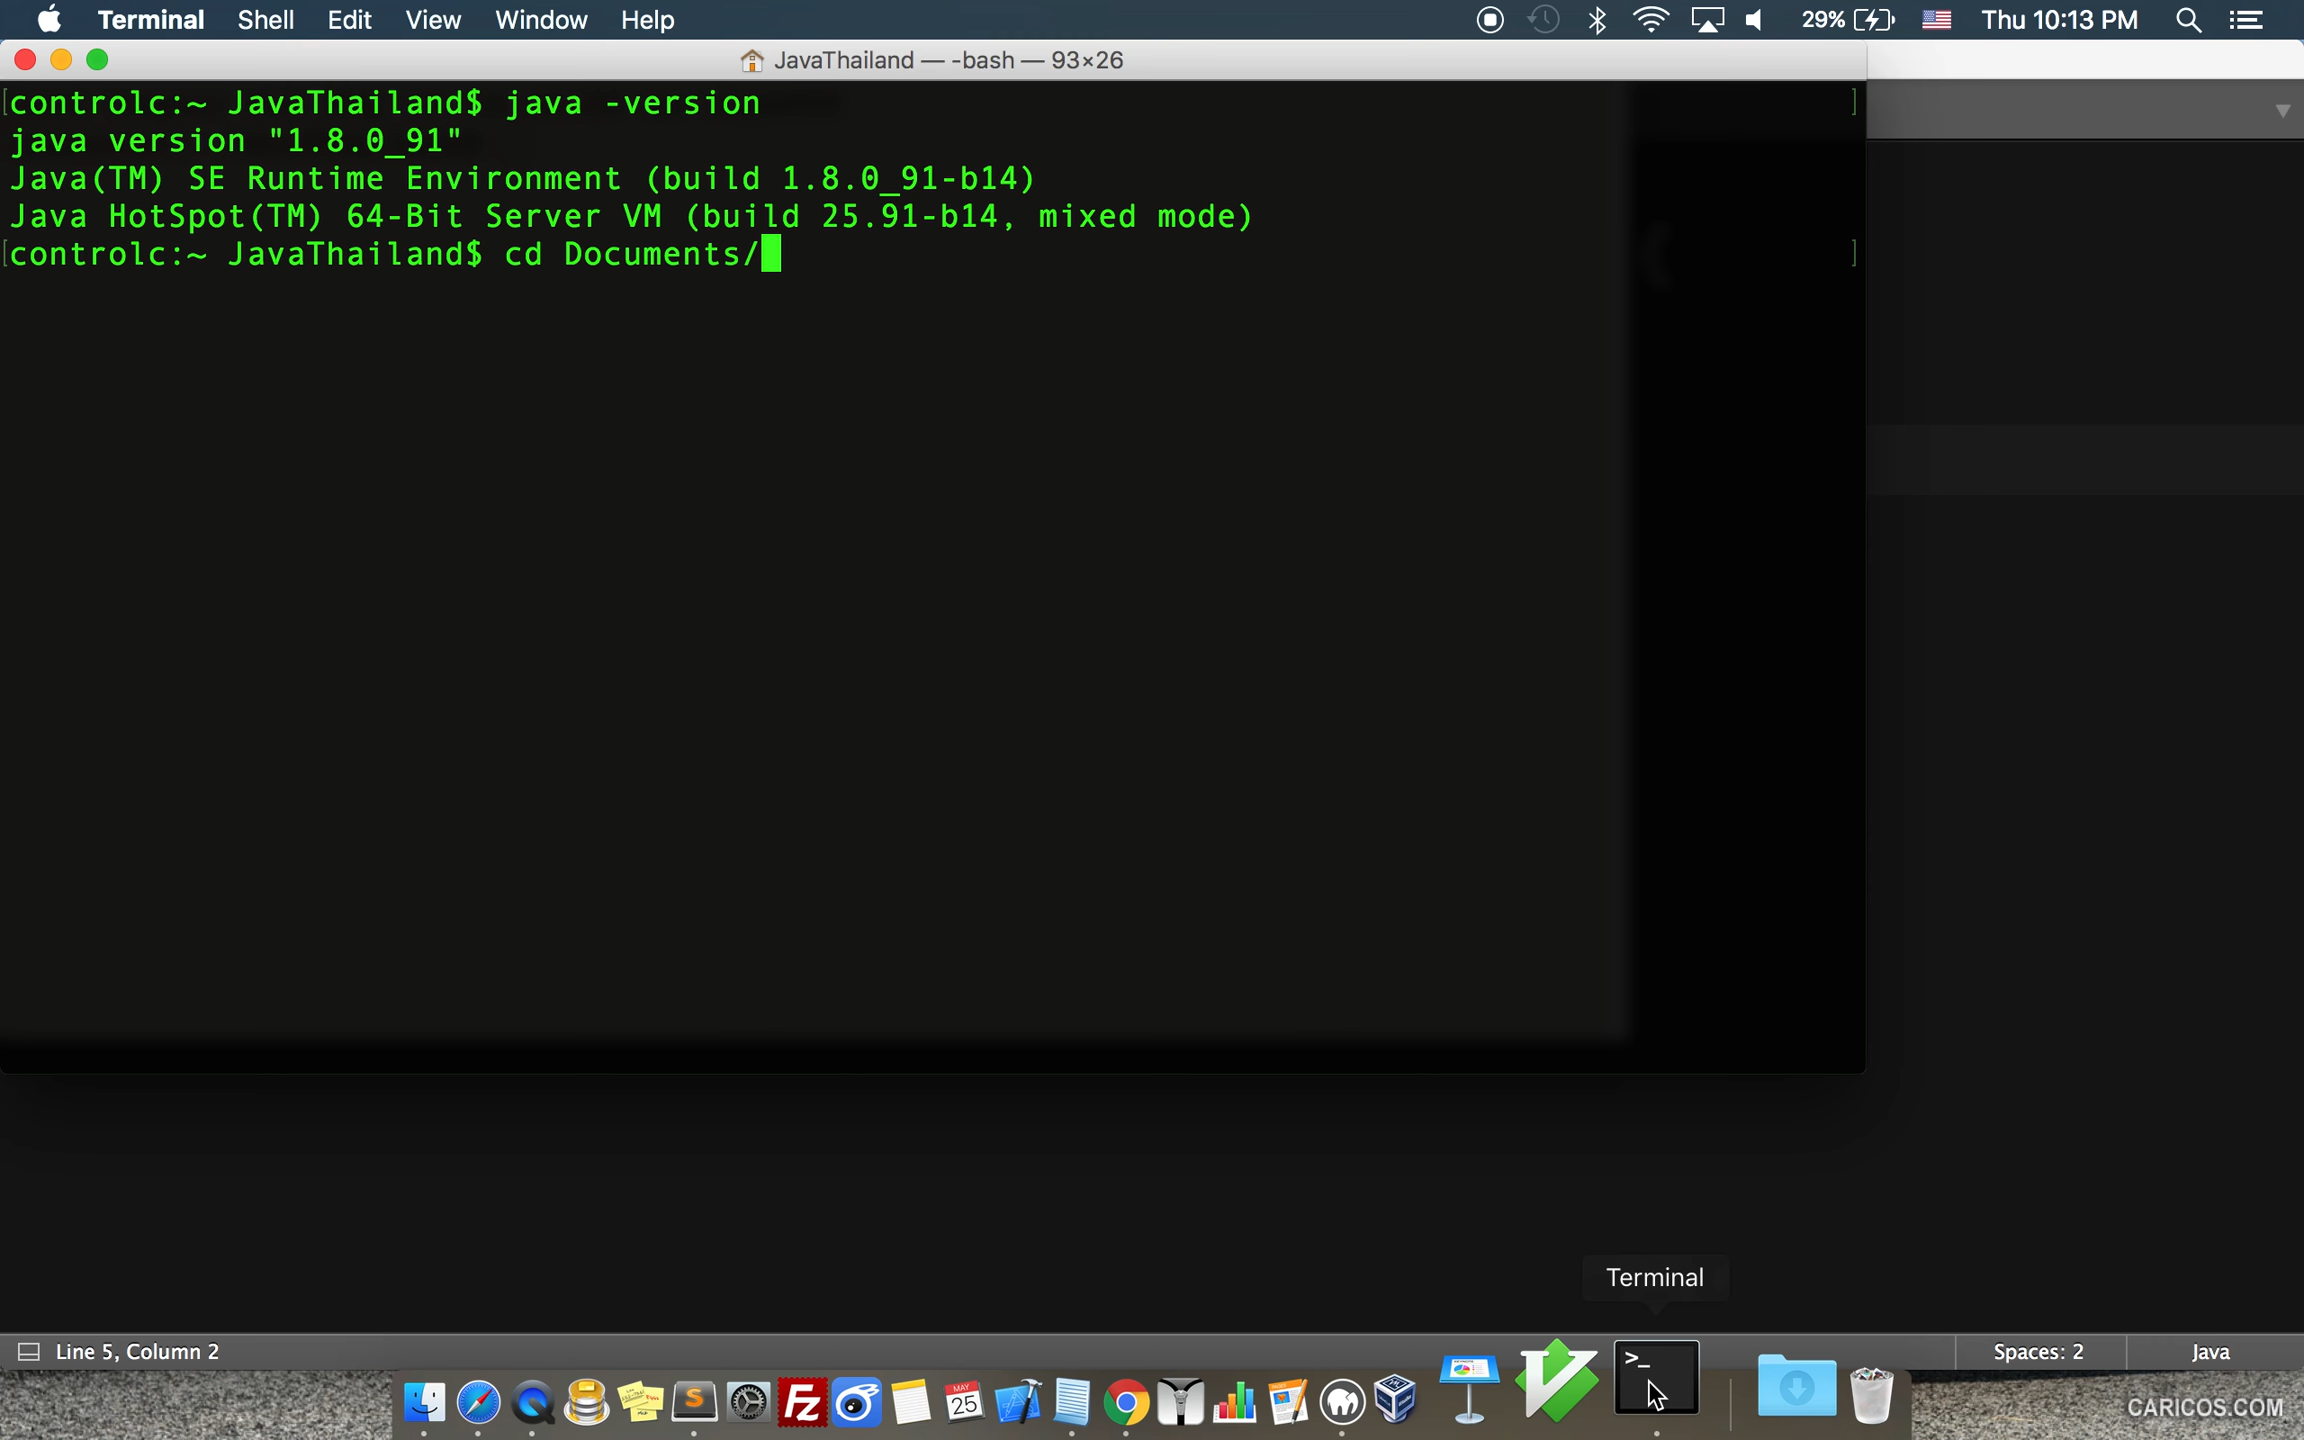 Terminal Shell Edit View Window Help 29% Thu 10:13 PM
JavaThailand — -bash — 93×26
controlc:~ JavaThailand$ java -version
java version "1.8.0_91"
Java(TM) SE Runtime Environment (build 1.8.0_91-b14)
Java HotSpot(TM) 64-Bit Server VM (build 25.91-b14, mixed mode)
controlc:~ JavaThailand$ cd Documents/
Terminal
Line 5, Column 2 Spaces: 2 Java
MAY
25
S
FZ
>_
CARICOS.COM